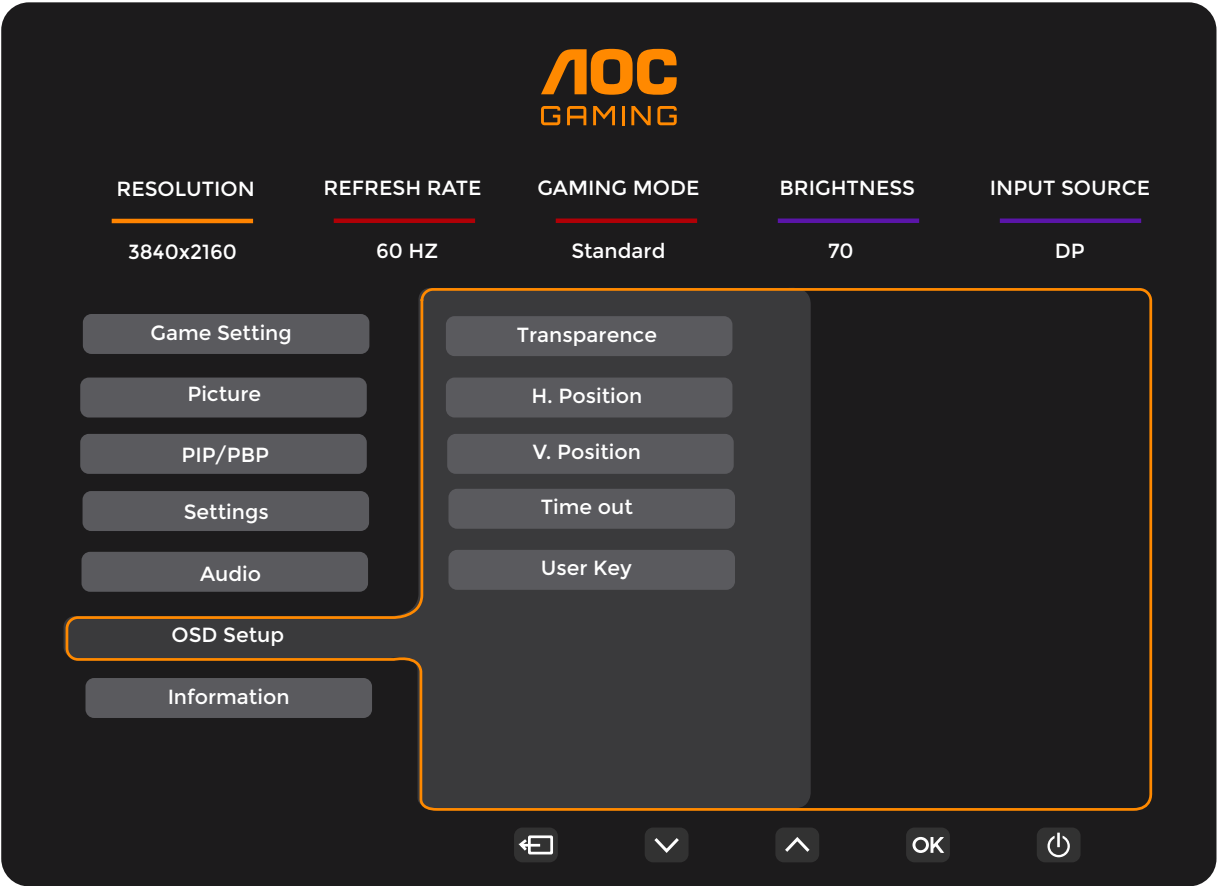 AOC
GAMING
RESOLUTION REFRESH RATE GAMING MODE BRIGHTNESS INPUT SOURCE
3840x2160 60 HZ Standard 70 DP
Game Setting
Picture
PIP/PBP
Settings
Audio
OSD Setup
Information
Transparence
H. Position
V. Position
Time out
User Key
OK